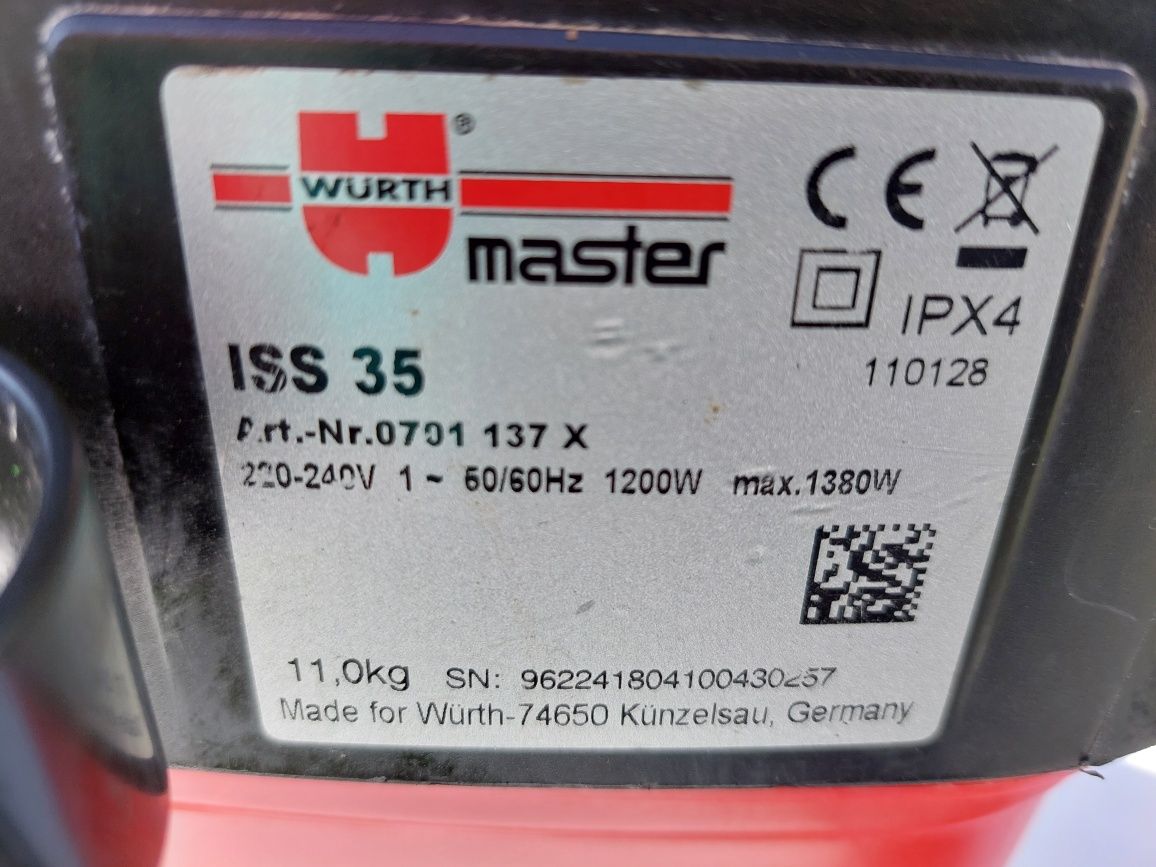 WÜRTH®
master
CE
IPX4
110128
ISS 35
Art.-Nr.0701 137 X
220-240V 1 ~ 50/60Hz 1200W max.1380W
11,0kg SN: 962241804100430257
Made for Würth-74650 Künzelsau, Germany